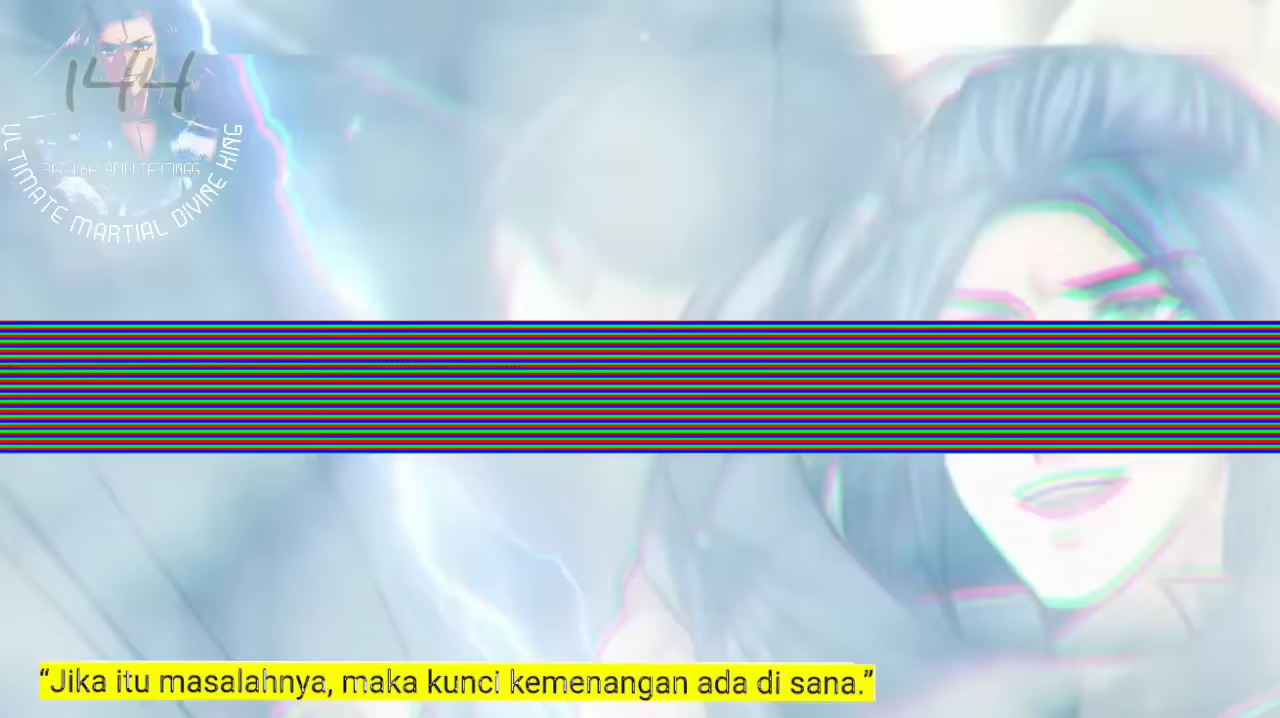 144
ULTIMATE MARTIAL DIVINE KING
“Jika itu masalahnya, maka kunci kemenangan ada di sana.”